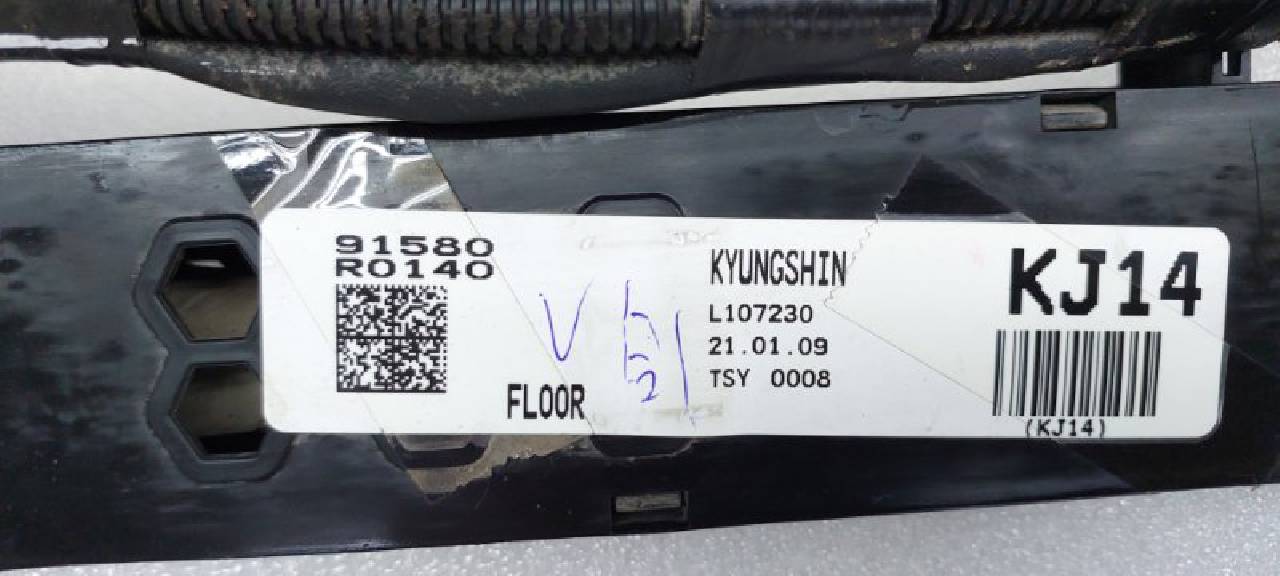 91580
R0140
FLOOR
KYUNGSHIN
L107230
21.01.09
TSY 0008
KJ14
(KJ14)